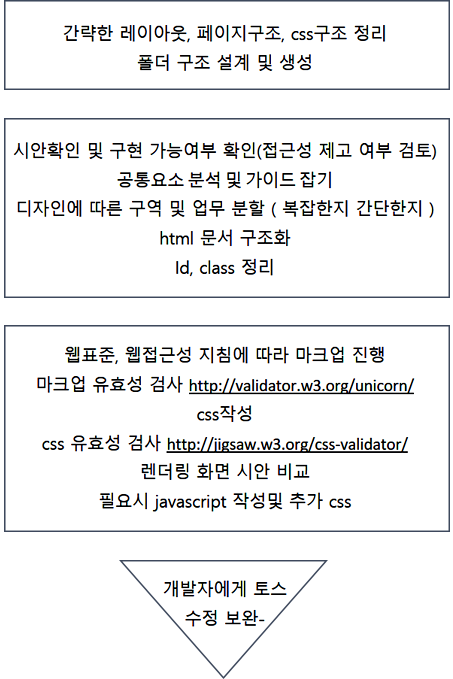 간략한 레이아웃, 페이지구조, css구조 정리
폴더 구조 설계 및 생성
시안확인 및 구현 가능여부 확인(접근성 제고 여부 검토)
공통요소 분석 및 가이드 잡기
디자인에 따른 구역 및 업무 분할 ( 복잡한지 간단한지 )
html 문서 구조화
Id, class 정리
웹표준, 웹접근성 지침에 따라 마크업 진행
마크업 유효성 검사 http://validator.w3.org/unicorn/
css작성
css 유효성 검사 http://jigsaw.w3.org/css-validator/
렌더링 화면 시안 비교
필요시 javascript 작성및 추가 css
개발자에게 토스
수정 보완-